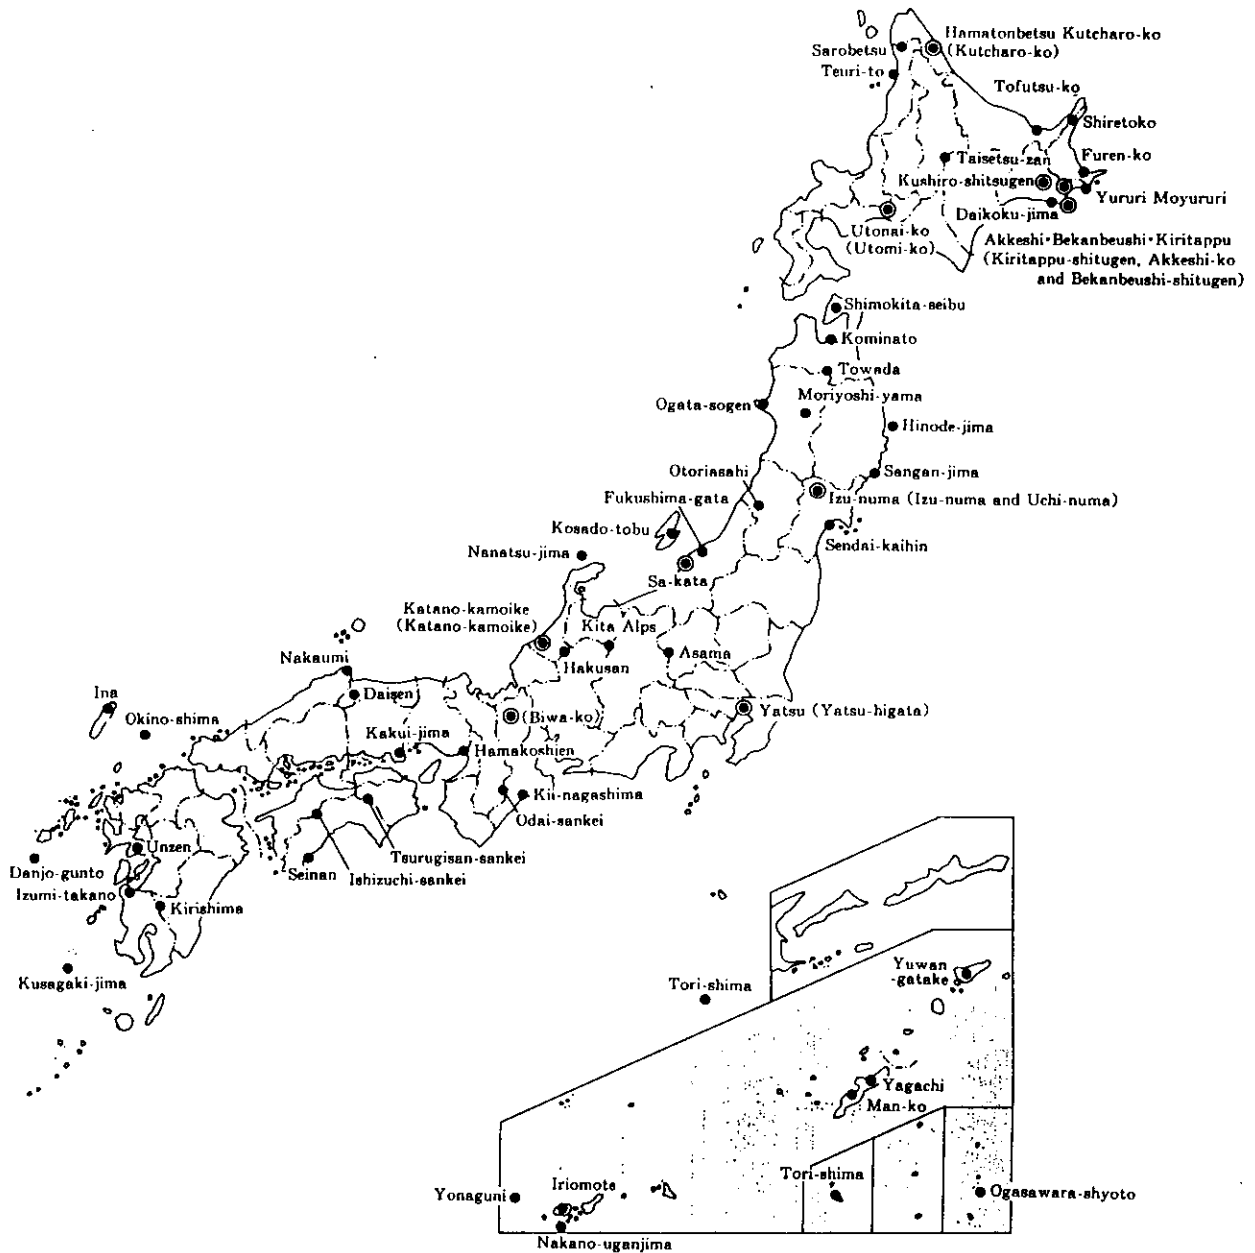 Hamatonbetsu Kutcharo-ko
(Kutcharo-ko)
Sarobetsu
Teuri-to
Tofutsu-ko
Shiretoko
Taisetsu-zan
Furen-ko
Kushiro-shitsugen
Yururi Moyururi
Daikoku-jima
Utonai-ko
(Utomi-ko)
Akkeshi·Bekanbeushi·Kiritappu
(Kiritappu-shitugen, Akkeshi-ko
and Bekanbeushi-shitugen)
Shimokita-seibu
Kominato
Towada
Moriyoshi-yama
Ogata-sogen
Hinode-jima
Otoriasahi
Sangan-jima
Fukushima-gata
Izu-numa (Izu-numa and Uchi-numa)
Kosado-tobu
Sendai-kaihin
Nanatsu-jima
Sa-kata
Katano-kamoike
(Katano-kamoike)
Kita Alps
Nakaumi
Hakusan
Asama
Ina
Daisen
Okino-shima
(Biwa-ko)
Yatsu (Yatsu-higata)
Kakui-jima
Hamakoshien
Kii-nagashima
Odai-sankei
Unzen
Danjo-gunto
Seinan
Tsurugisan-sankei
Ishizuchi-sankei
Izumi-takano
Kirishima
Kusagaki-jima
Tori-shima
Yuwan
-gatake
Yagachi
Man-ko
Yonaguni
Iriomote
Tori-shima
Ogasawara-shyoto
Nakano-uganjima